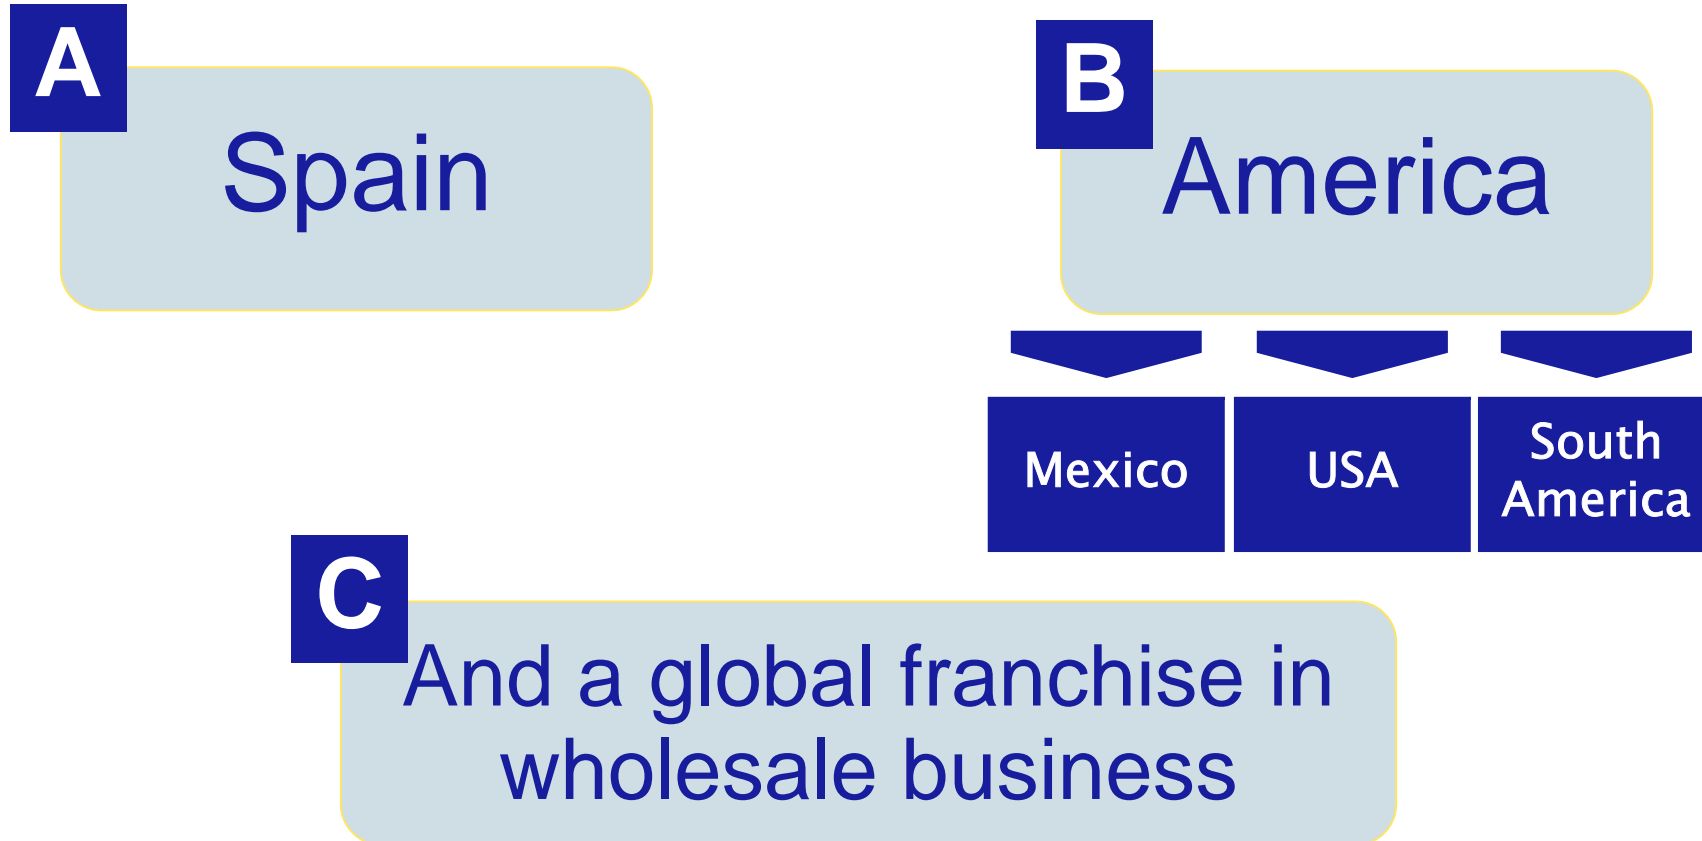 A
Spain
B
America
Mexico
USA
South
America
C
And a global franchise in
wholesale business